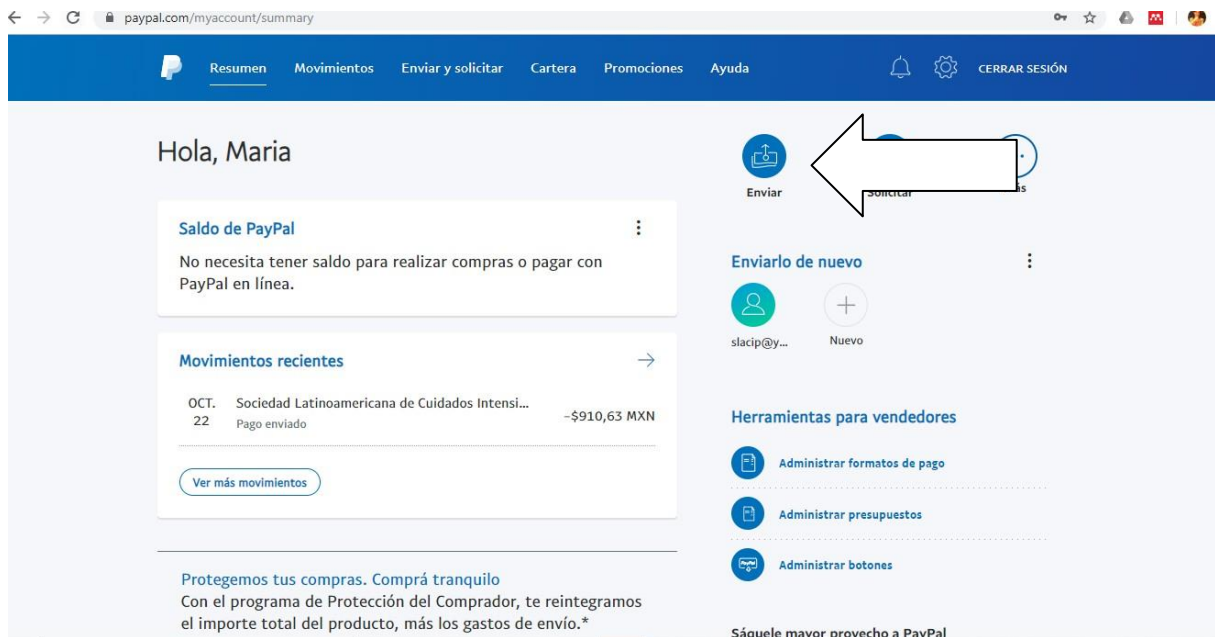 paypal.com/myaccount/summary
Resumen Movimientos Enviar y solicitar Cartera Promociones Ayuda CERRAR SESIÓN
Hola, Maria
Enviar
Saldo de PayPal
No necesita tener saldo para realizar compras o pagar con
PayPal en línea.
Movimientos recientes
OCT.
22
Sociedad Latinoamericana de Cuidados Intensi...
Pago enviado
-$910,63 MXN
Ver más movimientos
Protegemos tus compras. Comprá tranquilo
Con el programa de Protección del Comprador, te reintegramos
el importe total del producto, más los gastos de envío.*
Enviarlo de nuevo
slacip@y...
Nuevo
Herramientas para vendedores
Administrar formatos de pago
Administrar presupuestos
Administrar botones
Sáquele mayor provecho a PayPal